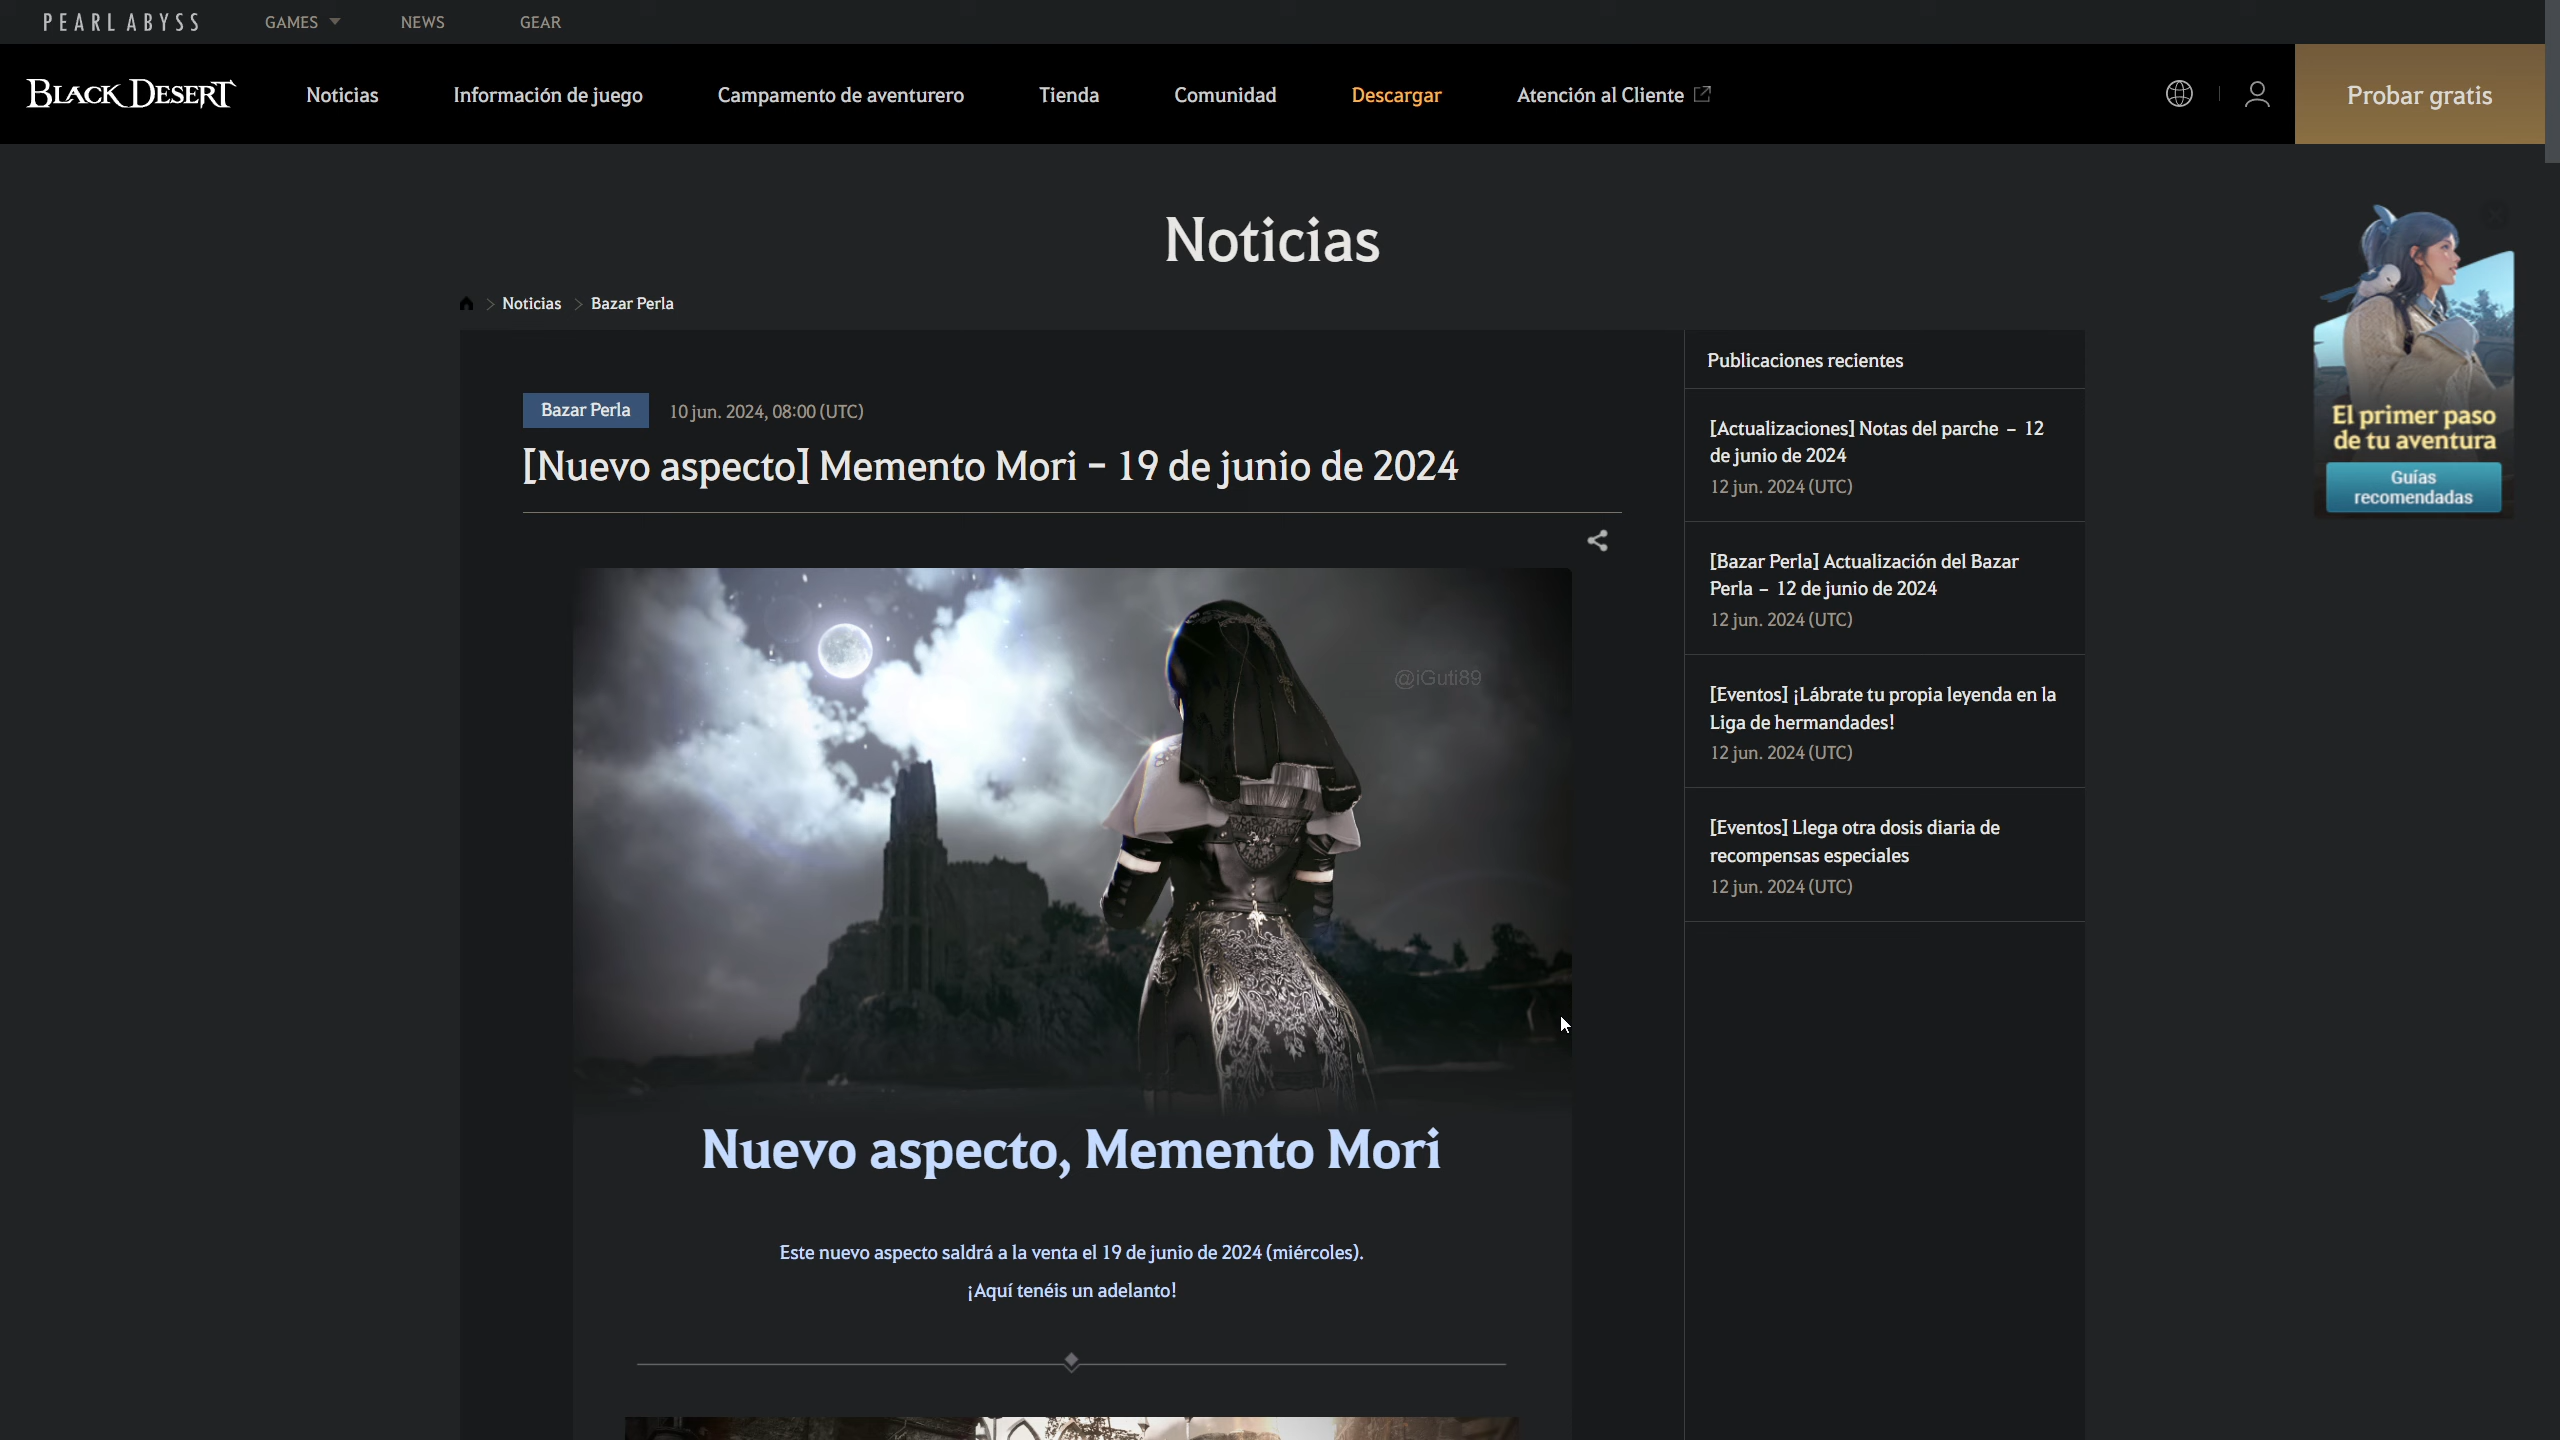 PEARL ABYSS GAMES NEWS GEAR
BLACK DESERT Noticias Información de juego Campamento de aventurero Tienda Comunidad Descargar Atención al Cliente Probar gratis
Noticias
Noticias > Bazar Perla
Bazar Perla 10 jun. 2024, 08:00 (UTC)
[Nuevo aspecto] Memento Mori – 19 de junio de 2024
@iGuti89
Nuevo aspecto, Memento Mori
Este nuevo aspecto saldrá a la venta el 19 de junio de 2024 (miércoles).
¡Aquí tenéis un adelanto!
Publicaciones recientes
[Actualizaciones] Notas del parche – 12
de junio de 2024
12 jun. 2024 (UTC)
[Bazar Perla] Actualización del Bazar
Perla – 12 de junio de 2024
12 jun. 2024 (UTC)
[Eventos] ¡Lábrate tu propia leyenda en la
Liga de hermandades!
12 jun. 2024 (UTC)
[Eventos] Llega otra dosis diaria de
recompensas especiales
12 jun. 2024 (UTC)
El primer paso
de tu aventura
Guías
recomendadas